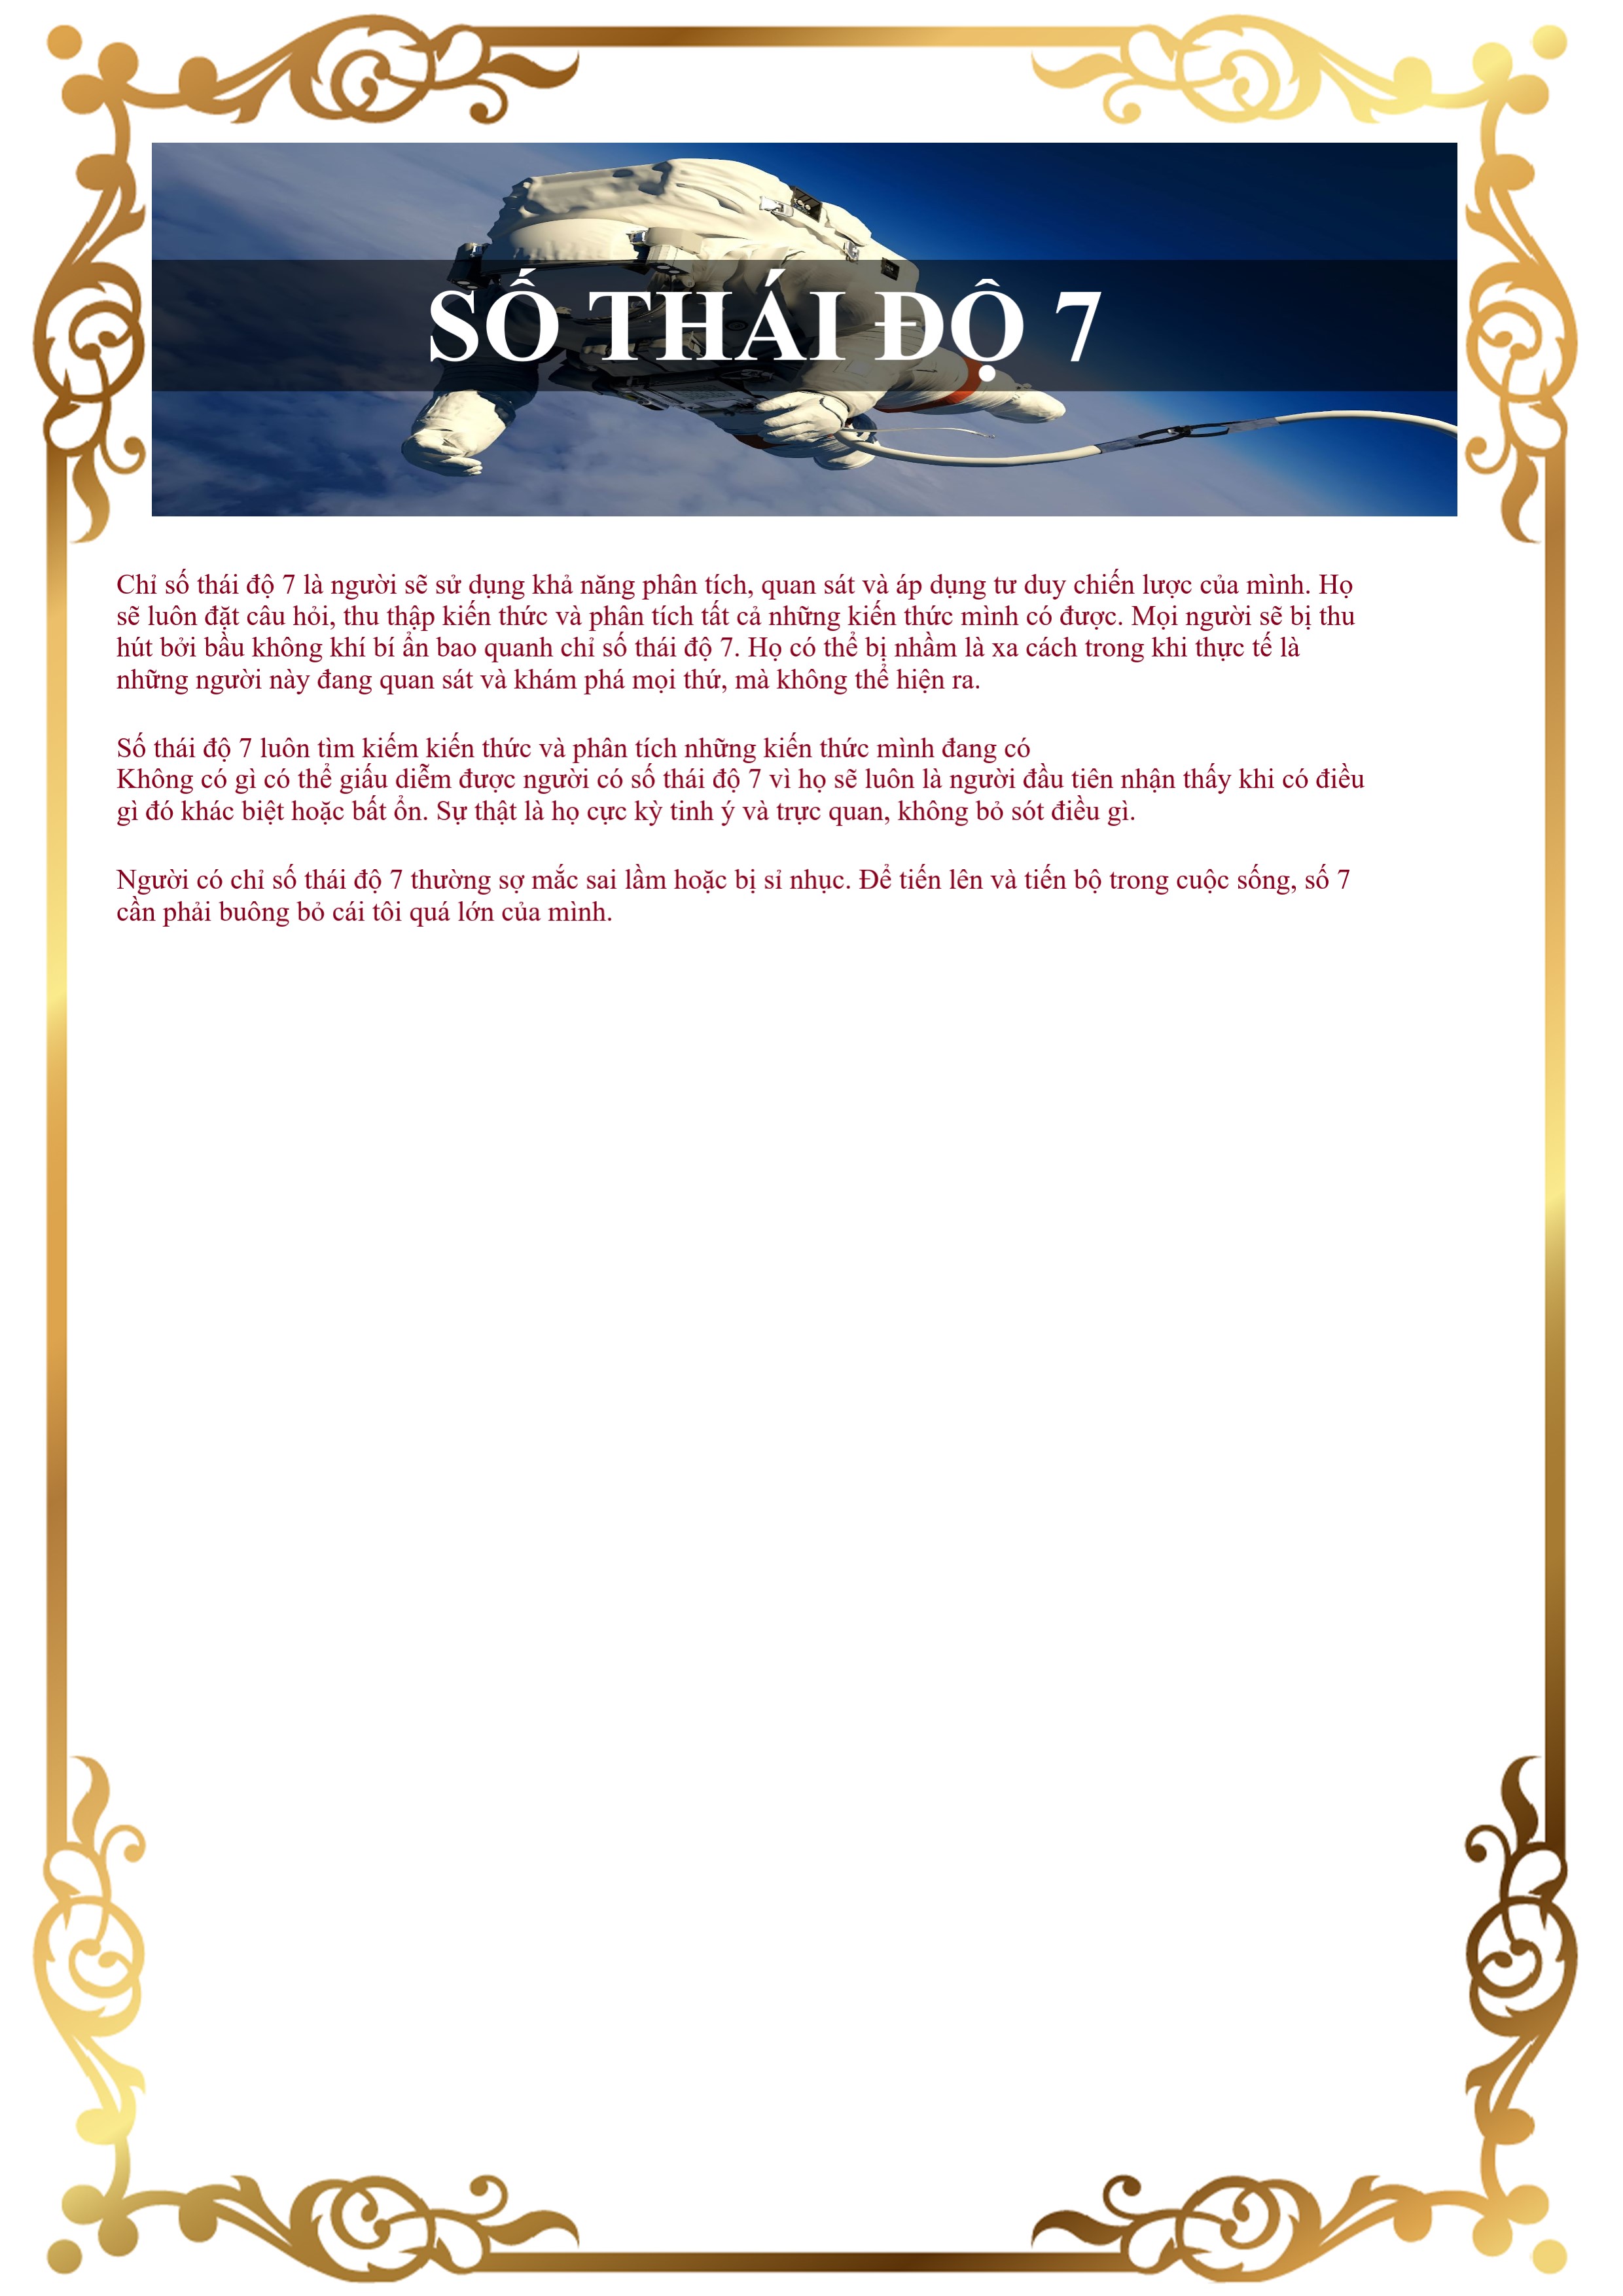 SỐ THÁI ĐỘ 7
Chỉ số thái độ 7 là người sẽ sử dụng khả năng phân tích, quan sát và áp dụng tư duy chiến lược của mình. Họ
sẽ luôn đặt câu hỏi, thu thập kiến thức và phân tích tất cả những kiến thức mình có được. Mọi người sẽ bị thu
hút bởi bầu không khí bí ẩn bao quanh chỉ số thái độ 7. Họ có thể bị nhầm là xa cách trong khi thực tế là
những người này đang quan sát và khám phá mọi thứ, mà không thể hiện ra.
Số thái độ 7 luôn tìm kiếm kiến thức và phân tích những kiến thức mình đang có
Không có gì có thể giấu diễm được người có số thái độ 7 vì họ sẽ luôn là người đầu tiên nhận thấy khi có điều
gì đó khác biệt hoặc bất ổn. Sự thật là họ cực kỳ tinh ý và trực quan, không bỏ sót điều gì.
Người có chỉ số thái độ 7 thường sợ mắc sai lầm hoặc bị sỉ nhục. Để tiến lên và tiến bộ trong cuộc sống, số 7
cần phải buông bỏ cái tôi quá lớn của mình.